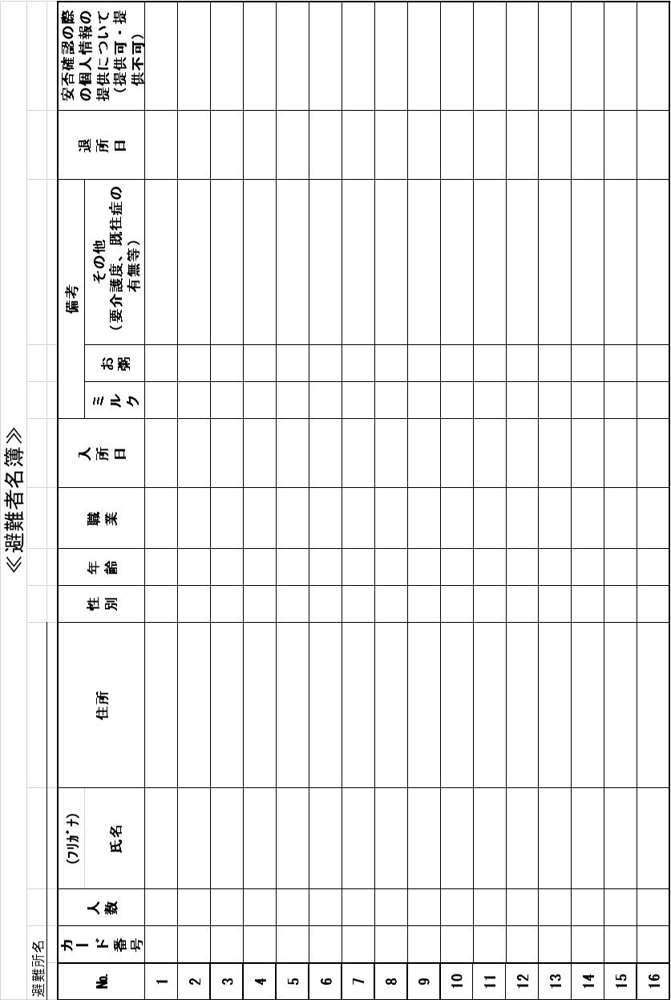 ≪避難者名簿≫
避難所名
№
カード番号
人数
(ﾌﾘｶﾞﾅ)
氏名
住所
性別
年齢
職業
入所日
備考
ミルク
お粥
その他
(要介護度、既往症の
有無等)
退所日
安否確認の際
の個人情報の
提供について
(提供可・提
供不可)
1
2
3
4
5
6
7
8
9
10
11
12
13
14
15
16